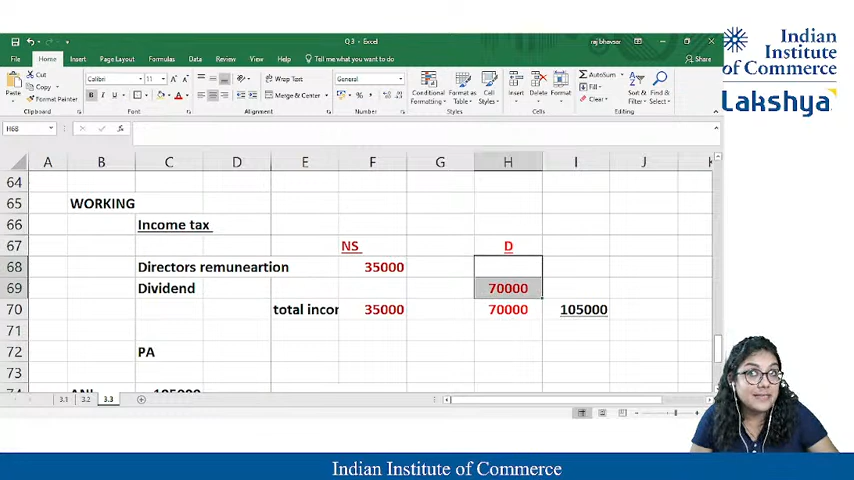 Indian
Institute
of Commerce
Lakshya
Q 3 - Excel
raj bhavsar
File
Home
Insert
Page Layout
Formulas
Data
Review
View
Help
Tell me what you want to do
Share
Paste
Cut
Copy
Format Painter
Clipboard
Calibri
11
Font
Wrap Text
Merge & Center
Alignment
General
Number
Conditional Formatting
Format as Table
Cell Styles
Styles
Insert
Delete
Format
Cells
AutoSum
Fill
Clear
Sort & Filter
Find & Select
Editing
H68
A B C D E F G H I J
64
65 WORKING
66 Income tax
67 NS D
68 Directors remuneartion 35000
69 Dividend 70000
70 total incor 35000 70000 105000
71
72 PA
73
3.1 3.2 3.3
Indian Institute of Commerce